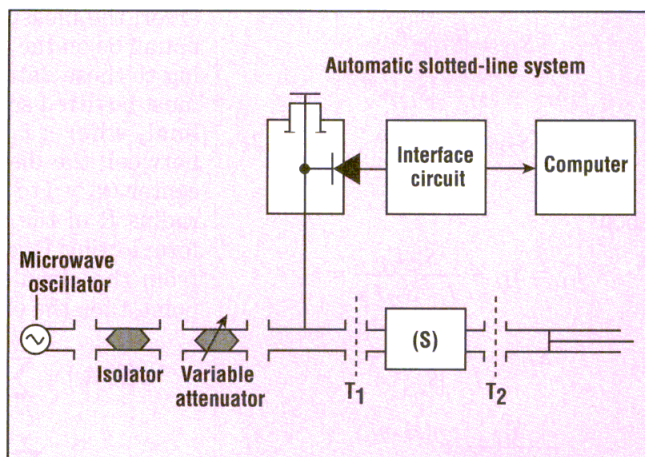 Automatic slotted-line system
Interface
circuit
Computer
Microwave
oscillator
Isolator
Variable
attenuator
(S)
T1
T2